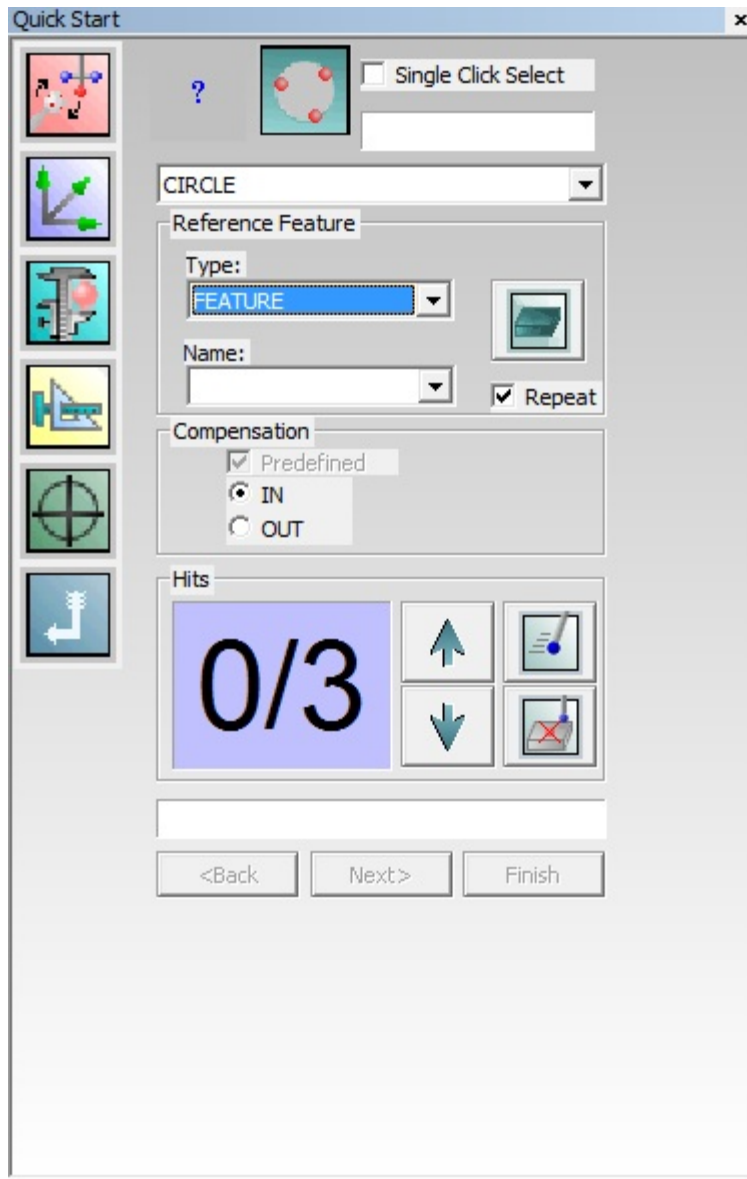 Quick Start
?
Single Click Select
CIRCLE
Reference Feature
Type:
FEATURE
Name:
Repeat
Compensation
Predefined
IN
OUT
Hits
0/3
<Back Next> Finish